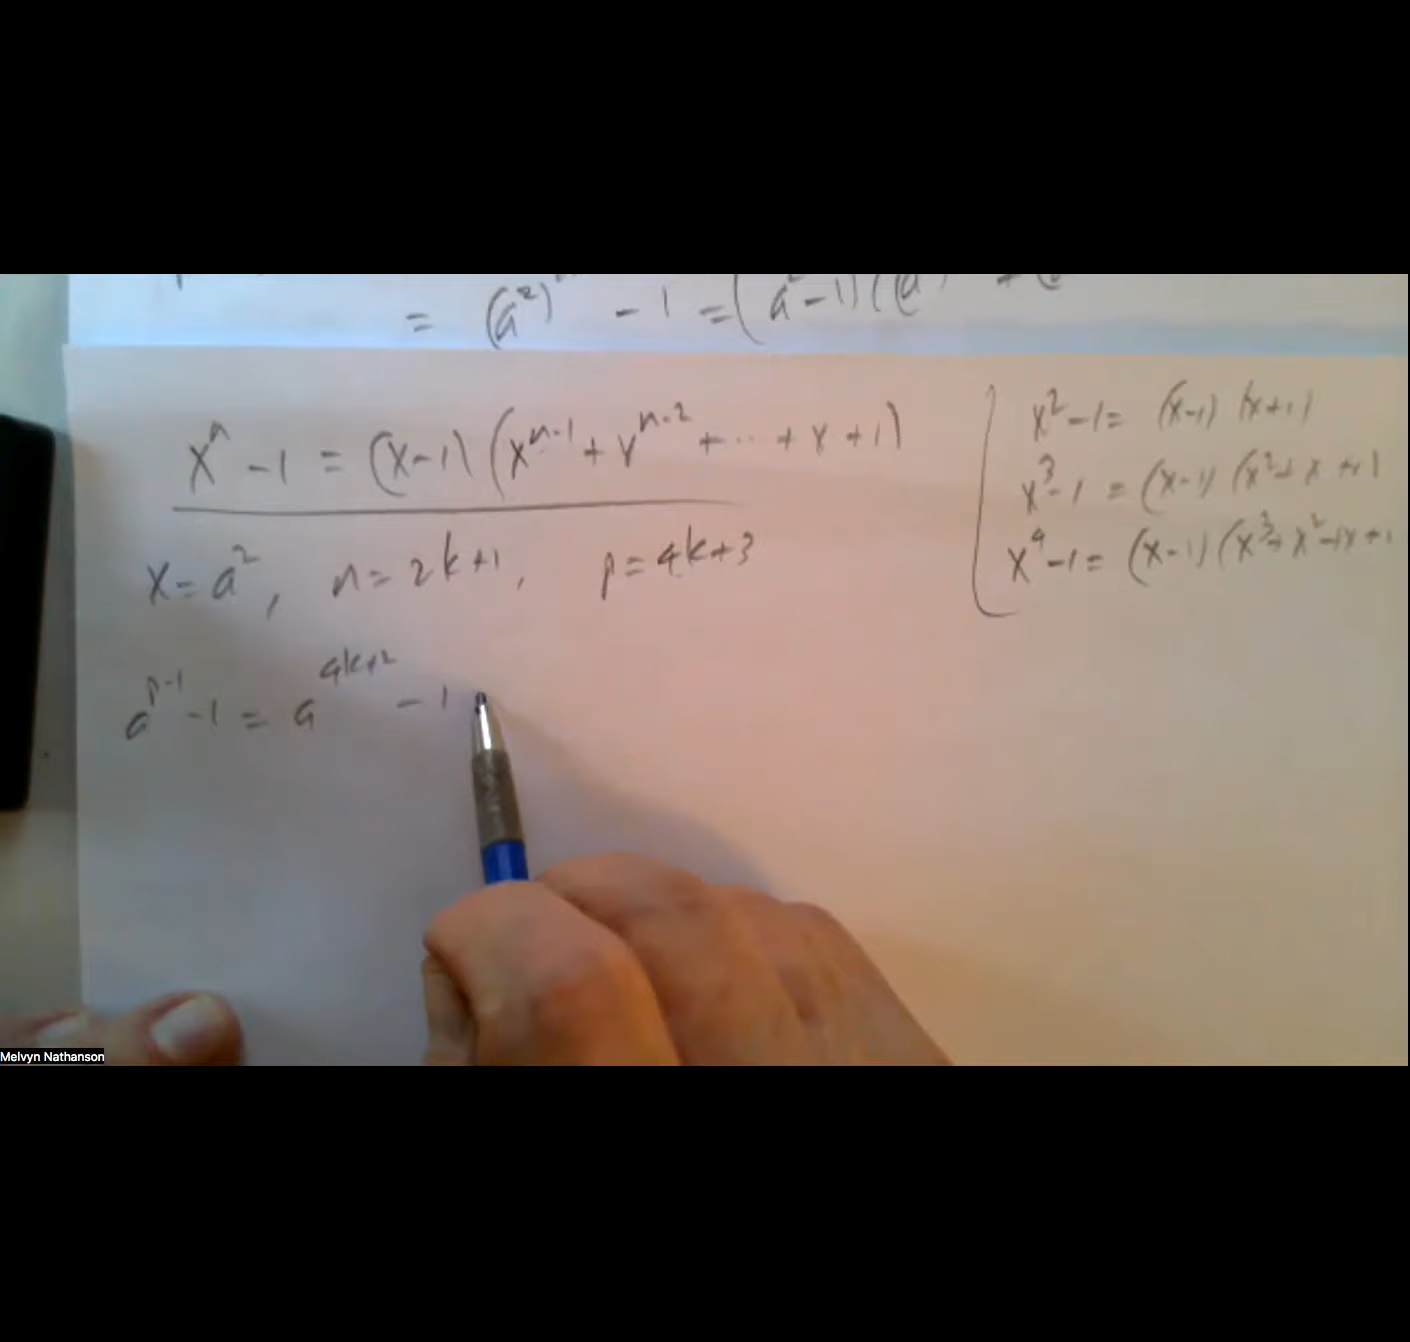 = (a²) - 1 = (a²-1)((a
xⁿ - 1 = (x-1) (xⁿ⁻¹ + xⁿ⁻² + ... + x + 1)
x = a², n = 2k+1, p = 4k+3
aᵖ⁻¹ - 1 = a⁴ᵏ⁺² - 1
x² - 1 = (x-1) (x+1)
x³ - 1 = (x-1) (x² + x + 1
x⁴ - 1 = (x-1) (x³ + x² + x + 1
Melvyn Nathanson